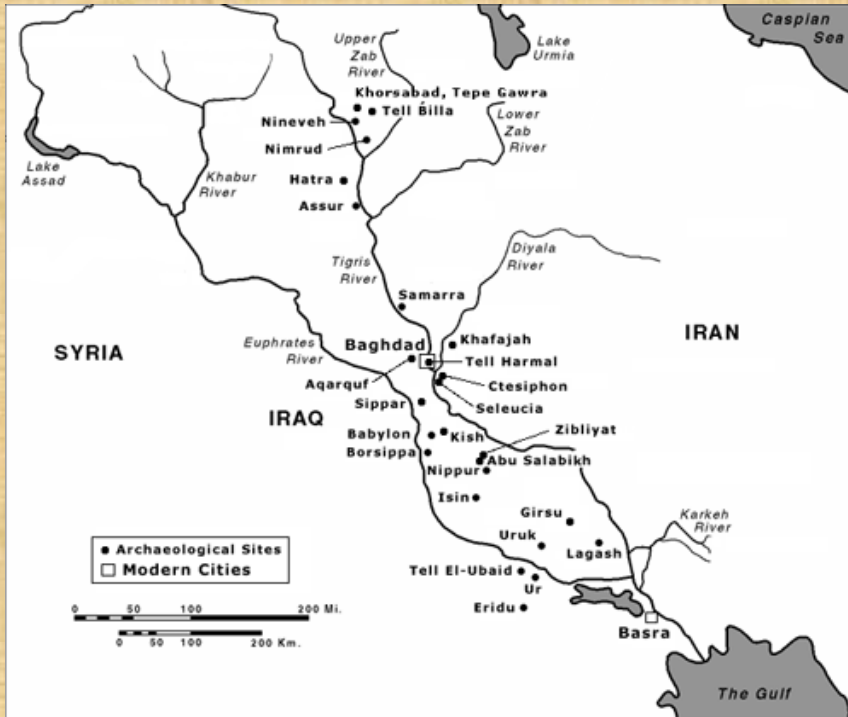 Caspian
Sea
Upper
Zab
River
Lake
Urmia
Khorsabad, Tepe Gawra
Tell Billa
Nineveh
Lower
Zab
River
Nimrud
Lake
Assad
Khabur
River
Hatra
Assur
Diyala
River
Tigris
River
Samarra
IRAN
SYRIA
Euphrates
River
Baghdad
Khafajah
Tell Harmal
Aqarquf
Ctesiphon
Sippar
Seleucia
IRAQ
Zibliyat
Babylon
Kish
Borsippa
Abu Salabikh
Nippur
Isin
Girsu
Karkeh
River
Uruk
Lagash
Archaeological Sites
Modern Cities
Tell El-Ubaid
Ur
Eridu
0 50 100 200 Mi.
0 50 100 200 Km.
Basra
The Gulf